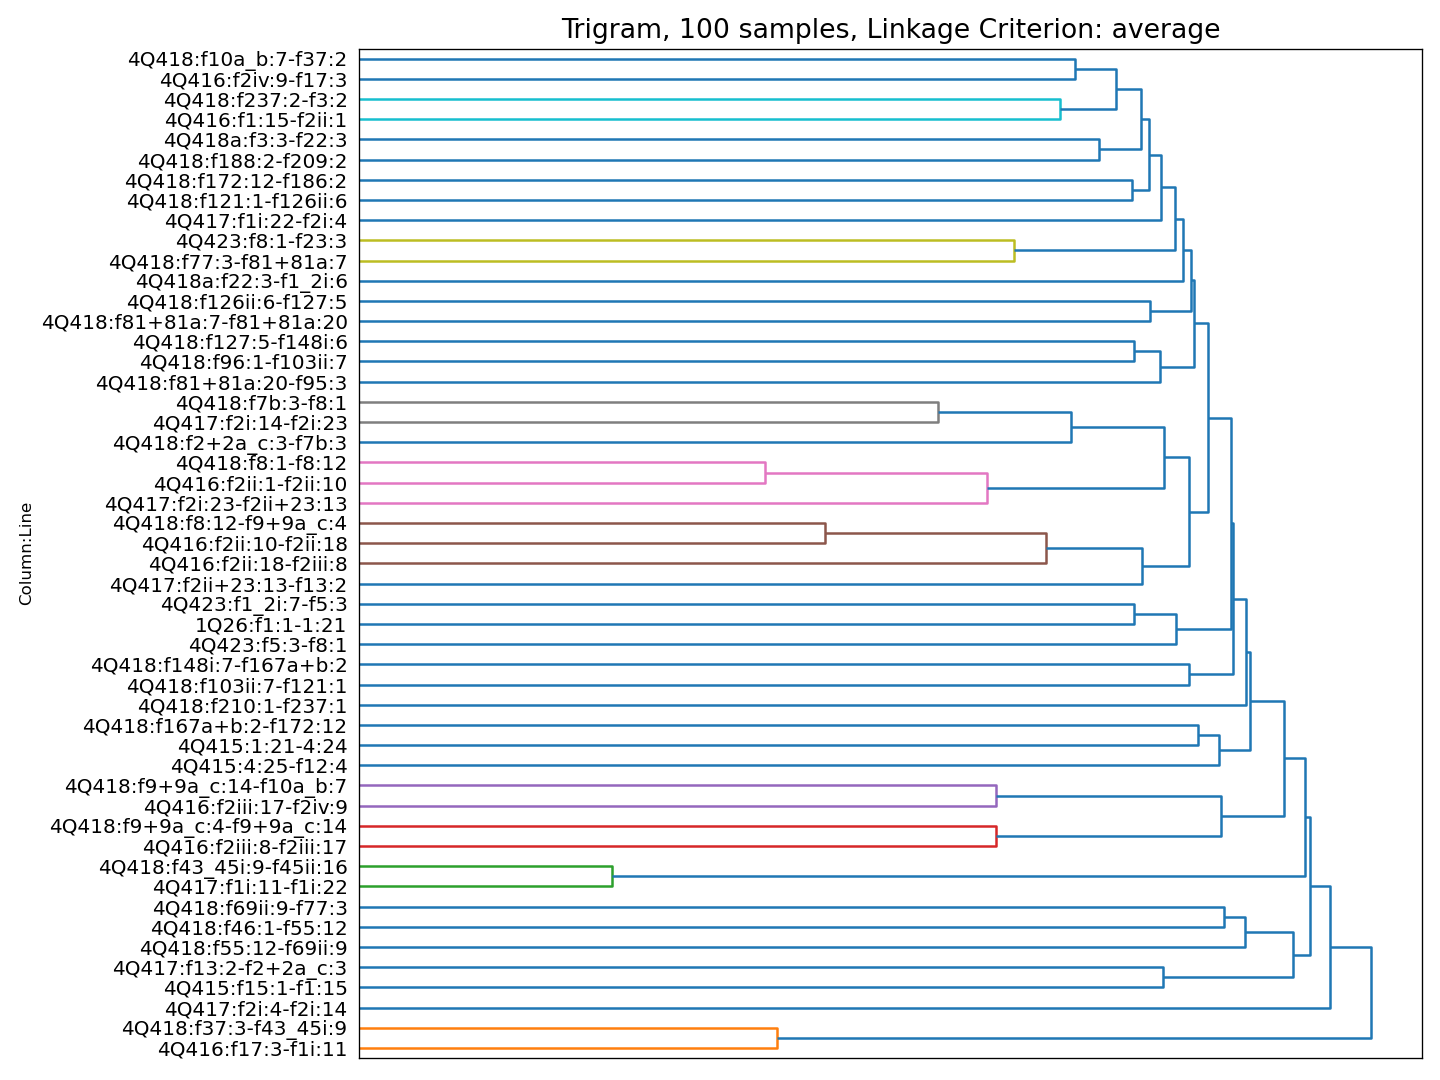 Trigram, 100 samples, Linkage Criterion: average
4Q418:f10a_b:7-f37:2
4Q416:f2iv:9-f17:3
4Q418:f237:2-f3:2
4Q416:f1:15-f2ii:1
4Q418a:f3:3-f22:3
4Q418:f188:2-f209:2
4Q418:f172:12-f186:2
4Q418:f121:1-f126ii:6
4Q417:f1i:22-f2i:4
4Q423:f8:1-f23:3
4Q418:f77:3-f81+81a:7
4Q418a:f22:3-f1_2i:6
4Q418:f126ii:6-f127:5
4Q418:f81+81a:7-f81+81a:20
4Q418:f127:5-f148i:6
4Q418:f96:1-f103ii:7
4Q418:f81+81a:20-f95:3
4Q418:f7b:3-f8:1
4Q417:f2i:14-f2i:23
4Q418:f2+2a_c:3-f7b:3
4Q418:f8:1-f8:12
4Q416:f2ii:1-f2ii:10
4Q417:f2i:23-f2ii+23:13
4Q418:f8:12-f9+9a_c:4
4Q416:f2ii:10-f2ii:18
4Q416:f2ii:18-f2iii:8
4Q417:f2ii+23:13-f13:2
4Q423:f1_2i:7-f5:3
1Q26:f1:1-1:21
4Q423:f5:3-f8:1
4Q418:f148i:7-f167a+b:2
4Q418:f103ii:7-f121:1
4Q418:f210:1-f237:1
4Q418:f167a+b:2-f172:12
4Q415:1:21-4:24
4Q415:4:25-f12:4
4Q418:f9+9a_c:14-f10a_b:7
4Q416:f2iii:17-f2iv:9
4Q418:f9+9a_c:4-f9+9a_c:14
4Q416:f2iii:8-f2iii:17
4Q418:f43_45i:9-f45ii:16
4Q417:f1i:11-f1i:22
4Q418:f69ii:9-f77:3
4Q418:f46:1-f55:12
4Q418:f55:12-f69ii:9
4Q417:f13:2-f2+2a_c:3
4Q415:f15:1-f1:15
4Q417:f2i:4-f2i:14
4Q418:f37:3-f43_45i:9
4Q416:f17:3-f1i:11
Column:Line